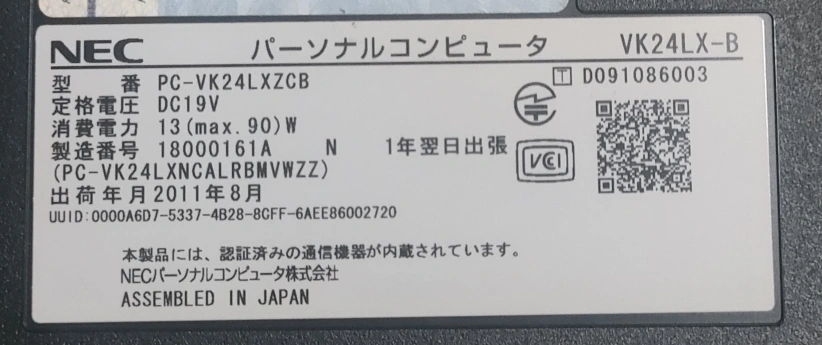 NEC パーソナルコンピュータ VK24LX-B
型 番 PC-VK24LXZCB T D091086003
定格電圧 DC19V
消費電力 13(max.90)W
製造番号 18000161A N 1年翌日出張
(PC-VK24LXNCALRBMVWZZ)
VCI
出荷年月2011年8月
UUID:0000A6D7-5337-4B28-8CFF-6AEE86002720
本製品には、認証済みの通信機器が内蔵されています。
NECパーソナルコンピュータ株式会社
ASSEMBLED IN JAPAN